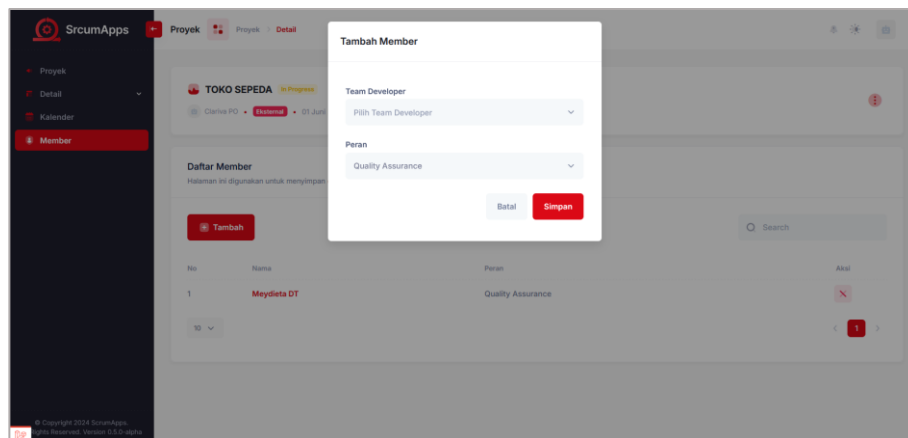 SrcumApps
Proyek
Proyek
Detail
Tambah Member
Proyek
Detail
Kalender
Member
TOKO SEPEDA
In Progress
Clarisa PO • Eksternal • 01 Juni
Team Developer
Pilih Team Developer
Peran
Quality Assurance
Batal
Simpan
Daftar Member
Halaman ini digunakan untuk menyimpan
Tambah
Search
No Nama Peran Aksi
1 Meydieta DT Quality Assurance
10
1
© Copyright 2024 ScrumApps.
Rights Reserved. Version 0.5.0-alpha